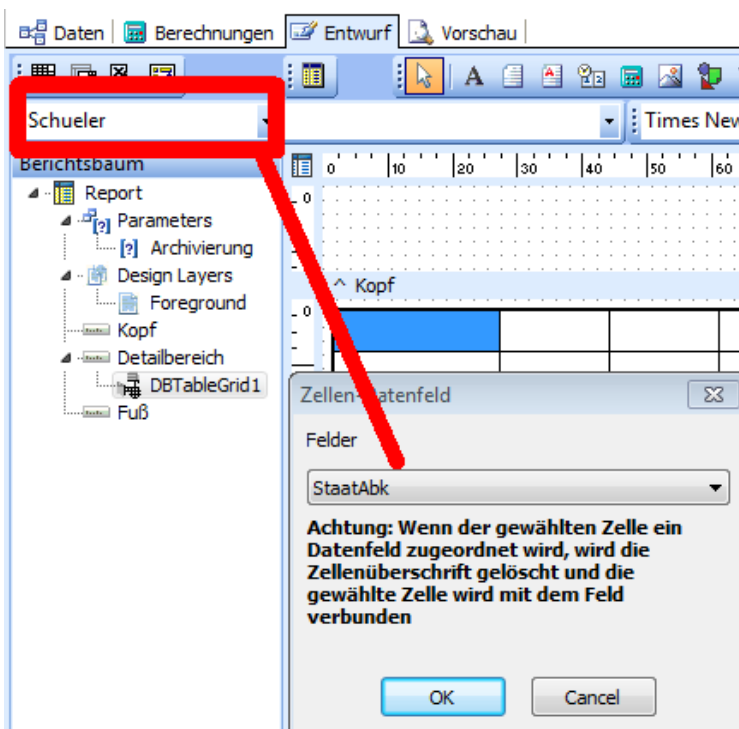 Daten Berechnungen Entwurf Vorschau
A
Schueler Times New
Berichtsbaum
0 10 20 30 40 50 60
Report
0
Parameters
[?] Archivierung
Design Layers
^ Kopf
Foreground
0
Kopf
Detailbereich
DBTableGrid1
Fuß
Felder
StaatAbk
Achtung: Wenn der gewählten Zelle ein
Datenfeld zugeordnet wird, wird die
Zellenüberschrift gelöscht und die
gewählte Zelle wird mit dem Feld
verbunden
OK Cancel